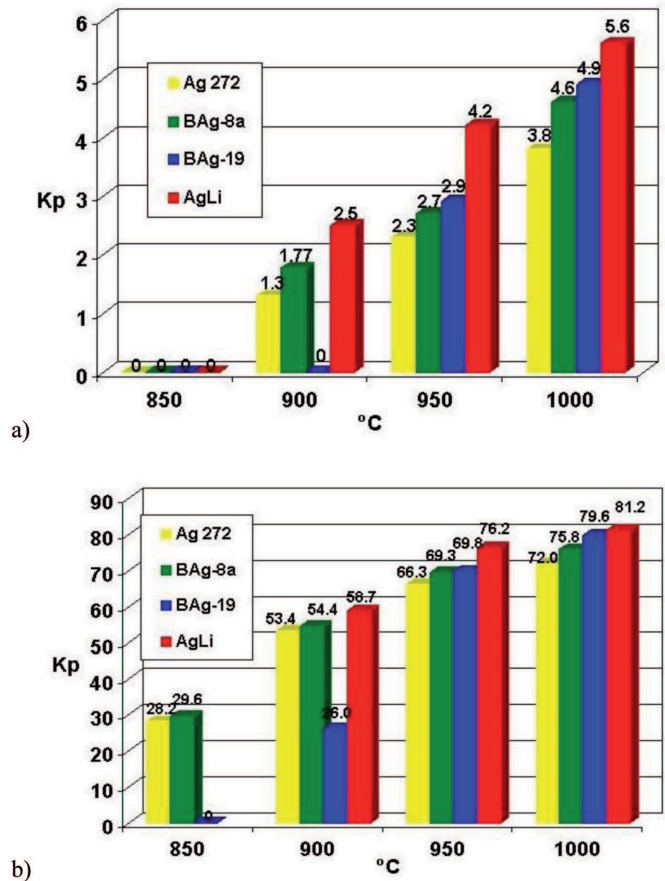 6
5.6
5
4.9
4.6
4.2
4
3.8
Ag 272
BAg-8a
BAg-19
AgLi
Kp
3
2.9
2.7
2.5
2.3
2
1.77
1.3
1
0
0 0 0 0
0
850 900 950 1000
°C
a)
90
81.2
79.6
76.2
75.8
80
72.0
69.8
69.3
66.3
70
Ag 272
BAg-8a
BAg-19
AgLi
60
58.7
54.4
53.4
50
Kp
40
30
29.6
28.2
26.0
20
10
0
0
850 900 950 1000
°C
b)